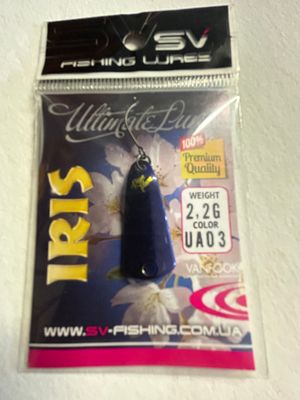 SV
FISHING LURES
Ultimate Lure
100%
Premium
Quality
IRIS
WEIGHT
2,2G
COLOR
UA03
VANFOOK
WWW.SV-FISHING.COM.UA